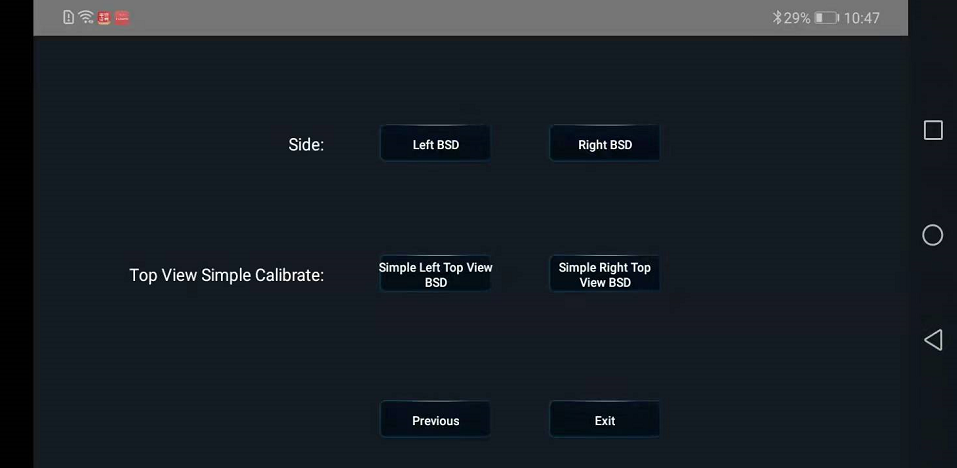 29% 10:47
Side: Left BSD Right BSD
Top View Simple Calibrate: Simple Left Top View BSD Simple Right Top View BSD
Previous Exit